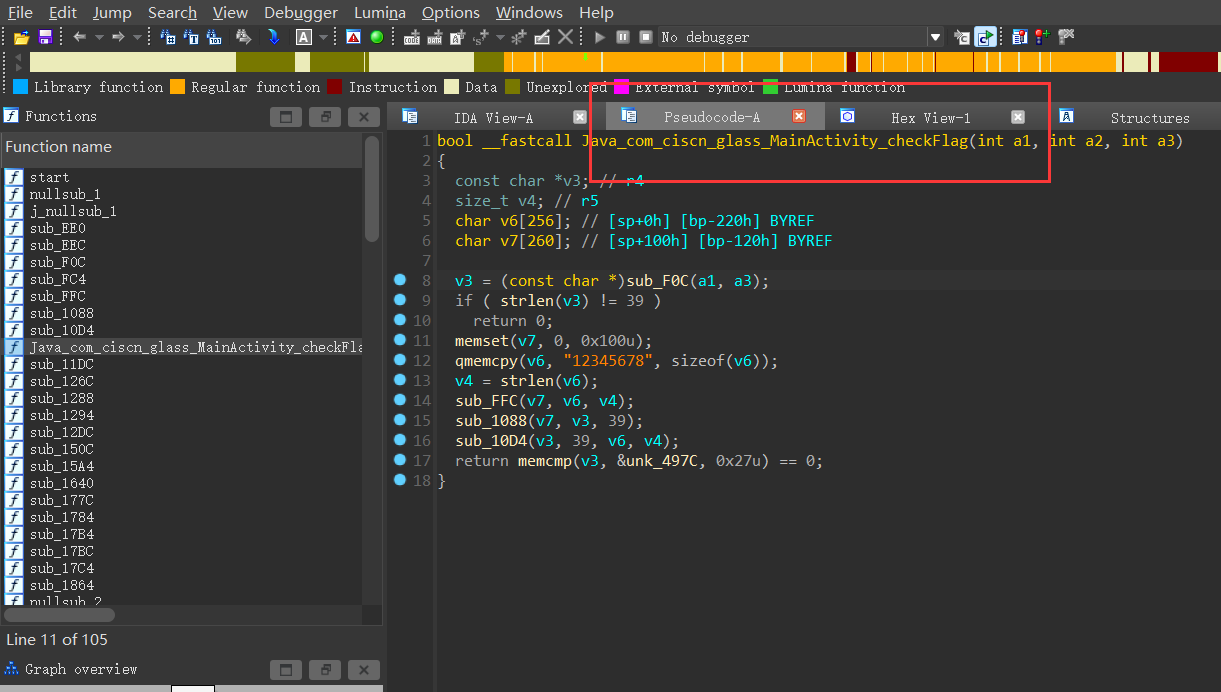 File Edit Jump Search View Debugger Lumina Options Windows Help
No debugger
Library function Regular function Instruction Data Unexplored External symbol Lumina function
Functions
IDA View-A Pseudocode-A Hex View-1 Structures
Function name
start
nullsub_1
j_nullsub_1
sub_EE0
sub_EEC
sub_F0C
sub_FC4
sub_FFC
sub_1088
sub_10D4
Java_com_ciscn_glass_MainActivity_checkFla
sub_11DC
sub_126C
sub_1288
sub_1294
sub_12DC
sub_150C
sub_15A4
sub_1640
sub_177C
sub_1784
sub_17B4
sub_17BC
sub_17C4
sub_1864
nullsub_2
Line 11 of 105
Graph overview
1 bool __fastcall Java_com_ciscn_glass_MainActivity_checkFlag(int a1, int a2, int a3)
2 {
3 const char *v3; // r4
4 size_t v4; // r5
5 char v6[256]; // [sp+0h] [bp-220h] BYREF
6 char v7[260]; // [sp+100h] [bp-120h] BYREF
7
8 v3 = (const char *)sub_F0C(a1, a3);
9 if ( strlen(v3) != 39 )
10 return 0;
11 memset(v7, 0, 0x100u);
12 qmemcpy(v6, "12345678", sizeof(v6));
13 v4 = strlen(v6);
14 sub_FFC(v7, v6, v4);
15 sub_1088(v7, v3, 39);
16 sub_10D4(v3, 39, v6, v4);
17 return memcmp(v3, &unk_497C, 0x27u) == 0;
18 }